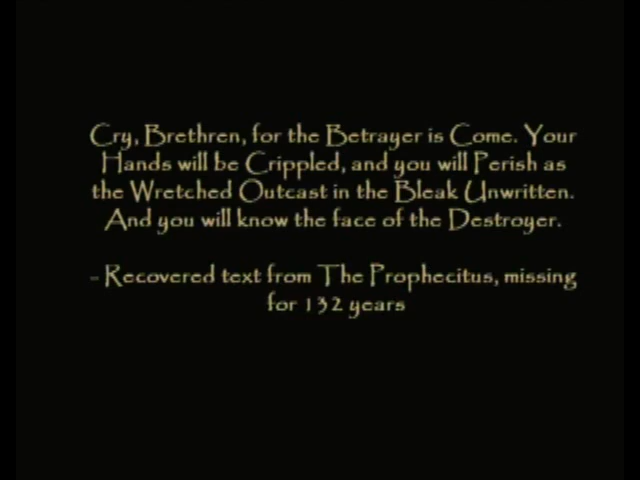 Cry, Brethren, for the Betrayer is Come. Your
Hands will be Crippled, and you will Perish as
the Wretched Outcast in the Bleak Unwritten.
And you will know the face of the Destroyer.
- Recovered text from The Prophecitus, missing
for 132 years